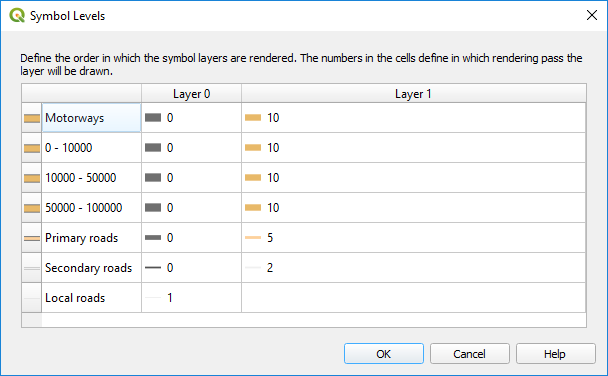 Symbol Levels
Define the order in which the symbol layers are rendered. The numbers in the cells define in which rendering pass the
layer will be drawn.
Layer 0 Layer 1
Motorways 0 10
0 - 10000 0 10
10000 - 50000 0 10
50000 - 100000 0 10
Primary roads 0 5
Secondary roads 0 2
Local roads 1
OK Cancel Help